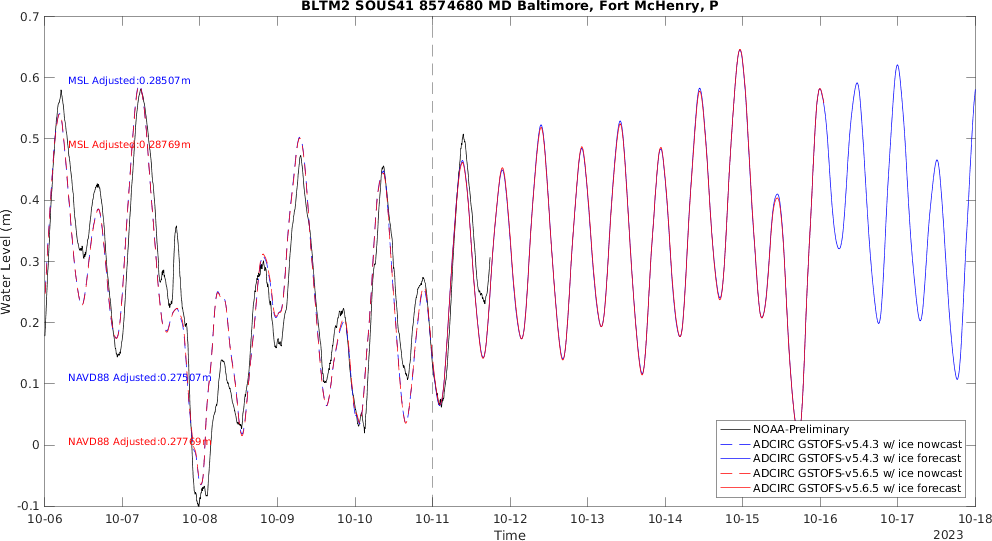 BLTM2 SOUS41 8574680 MD Baltimore, Fort McHenry, P
0.7
0.6
0.5
0.4
0.3
0.2
0.1
0
-0.1
Water Level (m)
MSL Adjusted:0.28507m
MSL Adjusted:0.28769m
NAVD88 Adjusted:0.27507m
NAVD88 Adjusted:0.27769m
NOAA-Preliminary
ADCIRC GSTOFS-v5.4.3 w/ ice nowcast
ADCIRC GSTOFS-v5.4.3 w/ ice forecast
ADCIRC GSTOFS-v5.6.5 w/ ice nowcast
ADCIRC GSTOFS-v5.6.5 w/ ice forecast
10-06 10-07 10-08 10-09 10-10 10-11 10-12 10-13 10-14 10-15 10-16 10-17 10-18
Time
2023